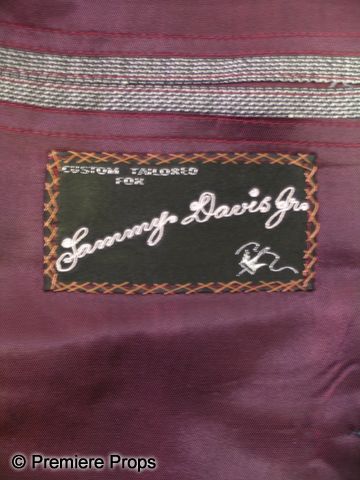 CUSTOM TAILORED
FOR
Sammy Davis Jr.
© Premiere Props